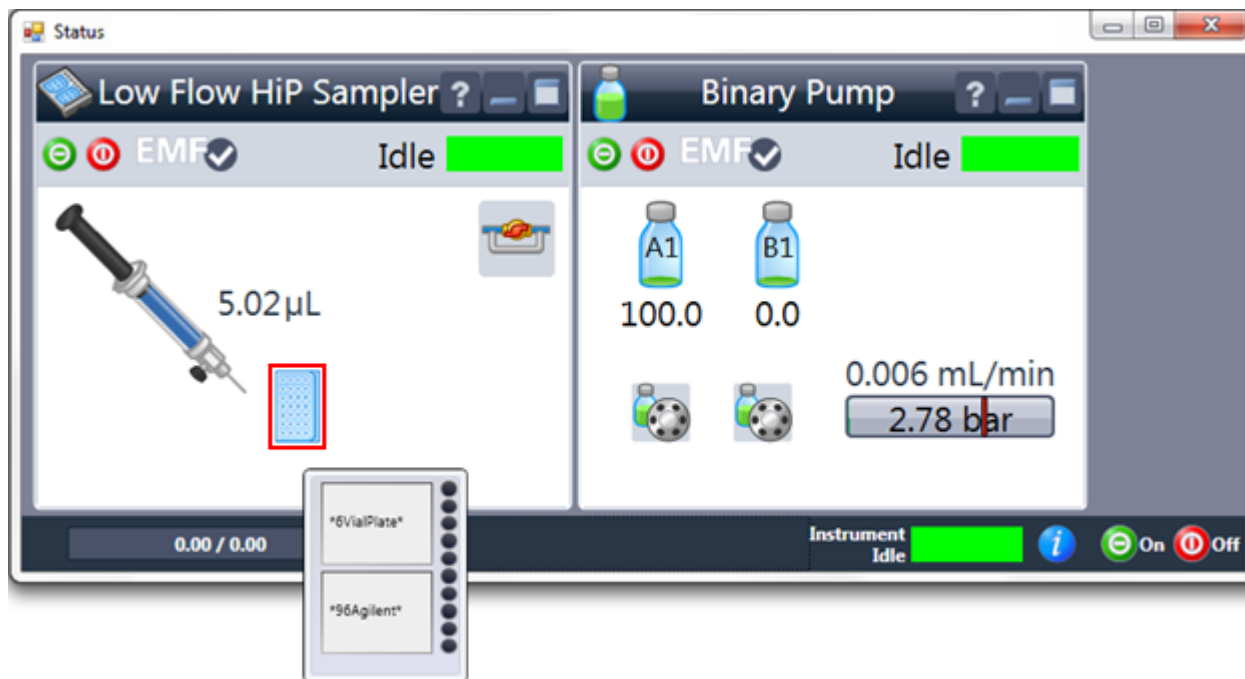 Status
Low Flow HiP Sampler ?
EMF Idle
5.02µL
Binary Pump ?
EMF Idle
A1 B1
100.0 0.0
0.006 mL/min
2.78 bar
*6VialPlate*
*96Agilent*
0.00 / 0.00
Instrument
Idle
i
On Off